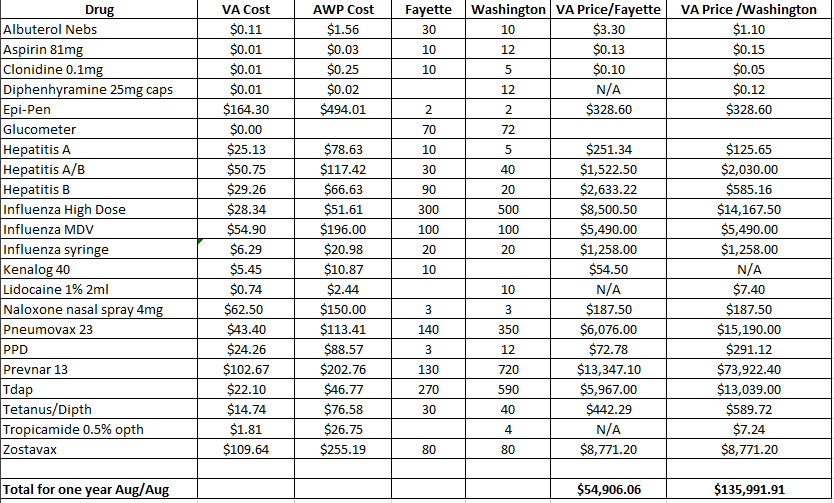 Drug VA Cost AWP Cost Fayette Washington VA Price/Fayette VA Price /Washington
Albuterol Nebs $0.11 $1.56 30 10 $3.30 $1.10
Aspirin 81mg $0.01 $0.03 10 12 $0.13 $0.15
Clonidine 0.1mg $0.01 $0.25 10 5 $0.10 $0.05
Diphenhyramine 25mg caps $0.01 $0.02 12 N/A $0.12
Epi-Pen $164.30 $494.01 2 2 $328.60 $328.60
Glucometer $0.00 70 72
Hepatitis A $25.13 $78.63 10 5 $251.34 $125.65
Hepatitis A/B $50.75 $117.42 30 40 $1,522.50 $2,030.00
Hepatitis B $29.26 $66.63 90 20 $2,633.22 $585.16
Influenza High Dose $28.34 $51.61 300 500 $8,500.50 $14,167.50
Influenza MDV $54.90 $196.00 100 100 $5,490.00 $5,490.00
Influenza syringe $6.29 $20.98 20 20 $1,258.00 $1,258.00
Kenalog 40 $5.45 $10.87 10 $54.50 N/A
Lidocaine 1% 2ml $0.74 $2.44 10 N/A $7.40
Naloxone nasal spray 4mg $62.50 $150.00 3 3 $187.50 $187.50
Pneumovax 23 $43.40 $113.41 140 350 $6,076.00 $15,190.00
PPD $24.26 $88.57 3 12 $72.78 $291.12
Prevnar 13 $102.67 $202.76 130 720 $13,347.10 $73,922.40
Tdap $22.10 $46.77 270 590 $5,967.00 $13,039.00
Tetanus/Dipth $14.74 $76.58 30 40 $442.29 $589.72
Tropicamide 0.5% opth $1.81 $26.75 4 N/A $7.24
Zostavax $109.64 $255.19 80 80 $8,771.20 $8,771.20
Total for one year Aug/Aug $54,906.06 $135,991.91